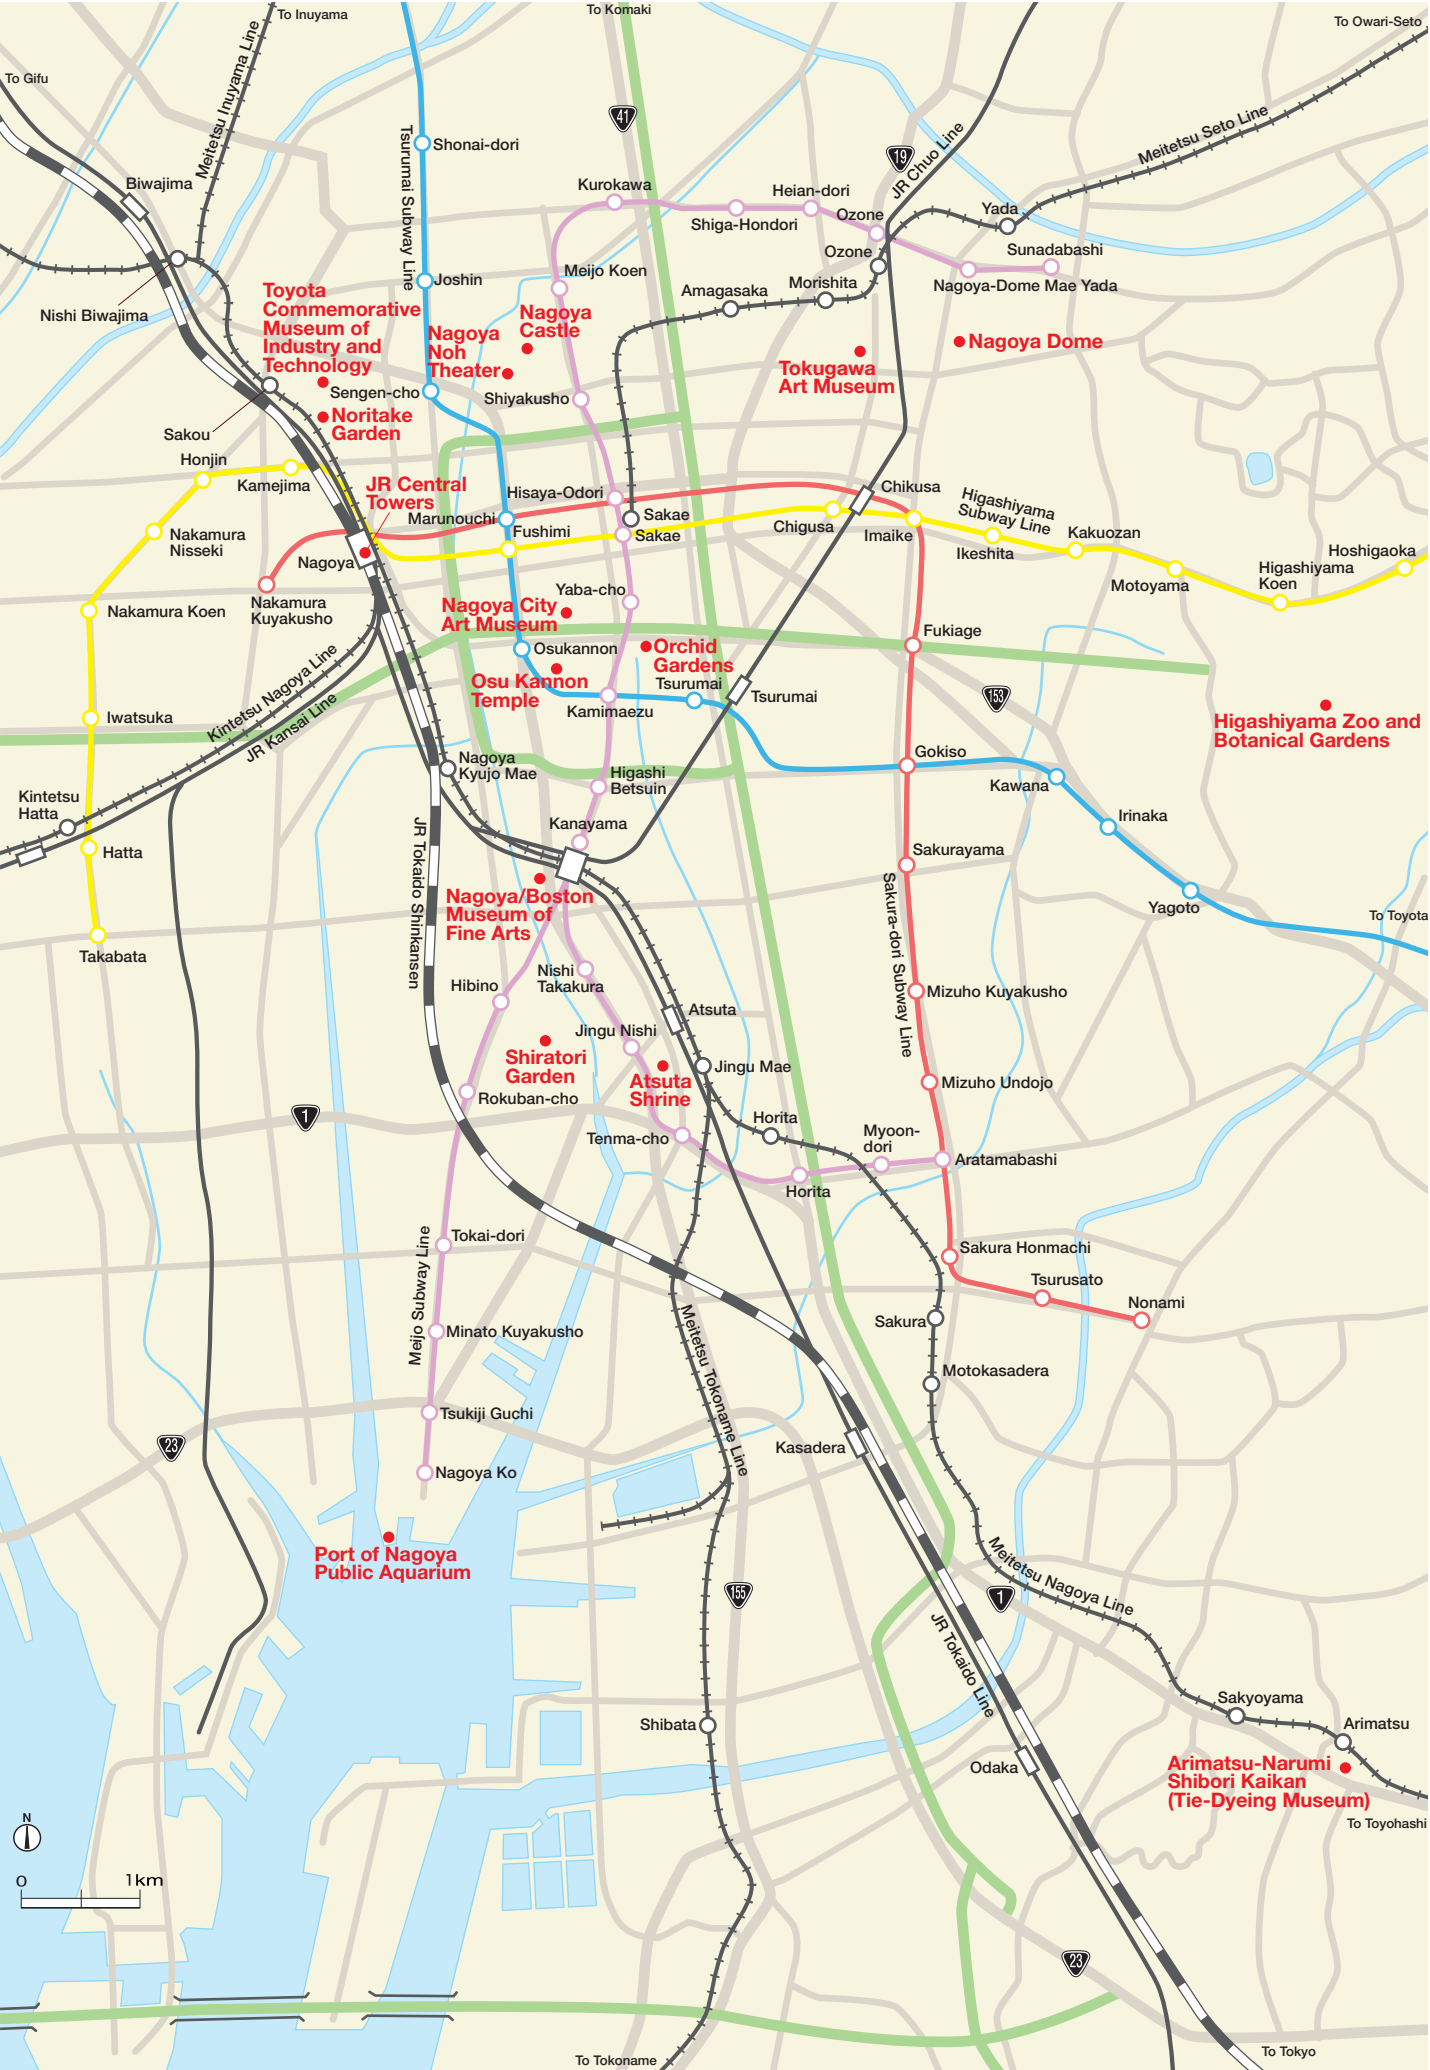 To Inuyama
To Komaki
To Owari-Seto
To Gifu
Meitetsu Inuyama Line
41
Meitetsu Seto Line
Tsurumai Subway Line
Shonai-dori
19
JR Chuo Line
Biwajima
Kurokawa
Heian-dori
Shiga-Hondori
Ozone
Yada
Ozone
Sunadabashi
Meijo Koen
Joshin
Morishita
Nagoya-Dome Mae Yada
Amagasaka
Nishi Biwajima
Toyota
Commemorative
Museum of
Industry and
Technology
Nagoya
Castle
Nagoya
Noh
Theater
Nagoya Dome
Tokugawa
Art Museum
Sengen-cho
Shiyakusho
Noritake
Garden
Sakou
Honjin
Kamejima
JR Central
Towers
Hisaya-Odori
Chikusa
Higashiyama
Subway Line
Marunouchi
Sakae
Fushimi
Sakae
Chigusa
Imaike
Kakuozan
Nakamura
Nisseki
Ikeshita
Hoshigaoka
Nagoya
Higashiyama
Koen
Motoyama
Yaba-cho
Nakamura
Kuyakusho
Nakamura Koen
Nagoya City
Art Museum
Fukiage
Osukannon
Orchid
Gardens
Kintetsu Nagoya Line
Osu Kannon
Temple
Tsurumai
Tsurumai
153
JR Kansai Line
Kamimaezu
Iwatsuka
Higashiyama Zoo and
Botanical Gardens
Gokiso
Nagoya
Kyujo Mae
Higashi
Betsuin
Kawana
Kintetsu
Hatta
Irinaka
Kanayama
Hatta
Sakurayama
JR Tokaido Shinkansen
Nagoya/Boston
Museum of
Fine Arts
Sakura-dori Subway Line
Yagoto
To Toyota
Takabata
Nishi
Takakura
Hibino
Mizuho Kuyakusho
Atsuta
Jingu Nishi
Shiratori
Garden
Jingu Mae
Atsuta
Shrine
Mizuho Undojo
Rokuban-cho
1
Horita
Tenma-cho
Myoon-
dori
Aratamabashi
Horita
Tokai-dori
Sakura Honmachi
Meijo Subway Line
Tsurusato
Nonami
Minato Kuyakusho
Sakura
Meitetsu Tokoname Line
Motokasadera
Tsukiji Guchi
23
Kasadera
Nagoya Ko
Port of Nagoya
Public Aquarium
Meitetsu Nagoya Line
155
1
JR Tokaido Line
Sakyoyama
Shibata
Arimatsu
Odaka
Arimatsu-Narumi
Shibori Kaikan
(Tie-Dyeing Museum)
N
To Toyohashi
0
1km
23
To Tokoname
To Tokyo